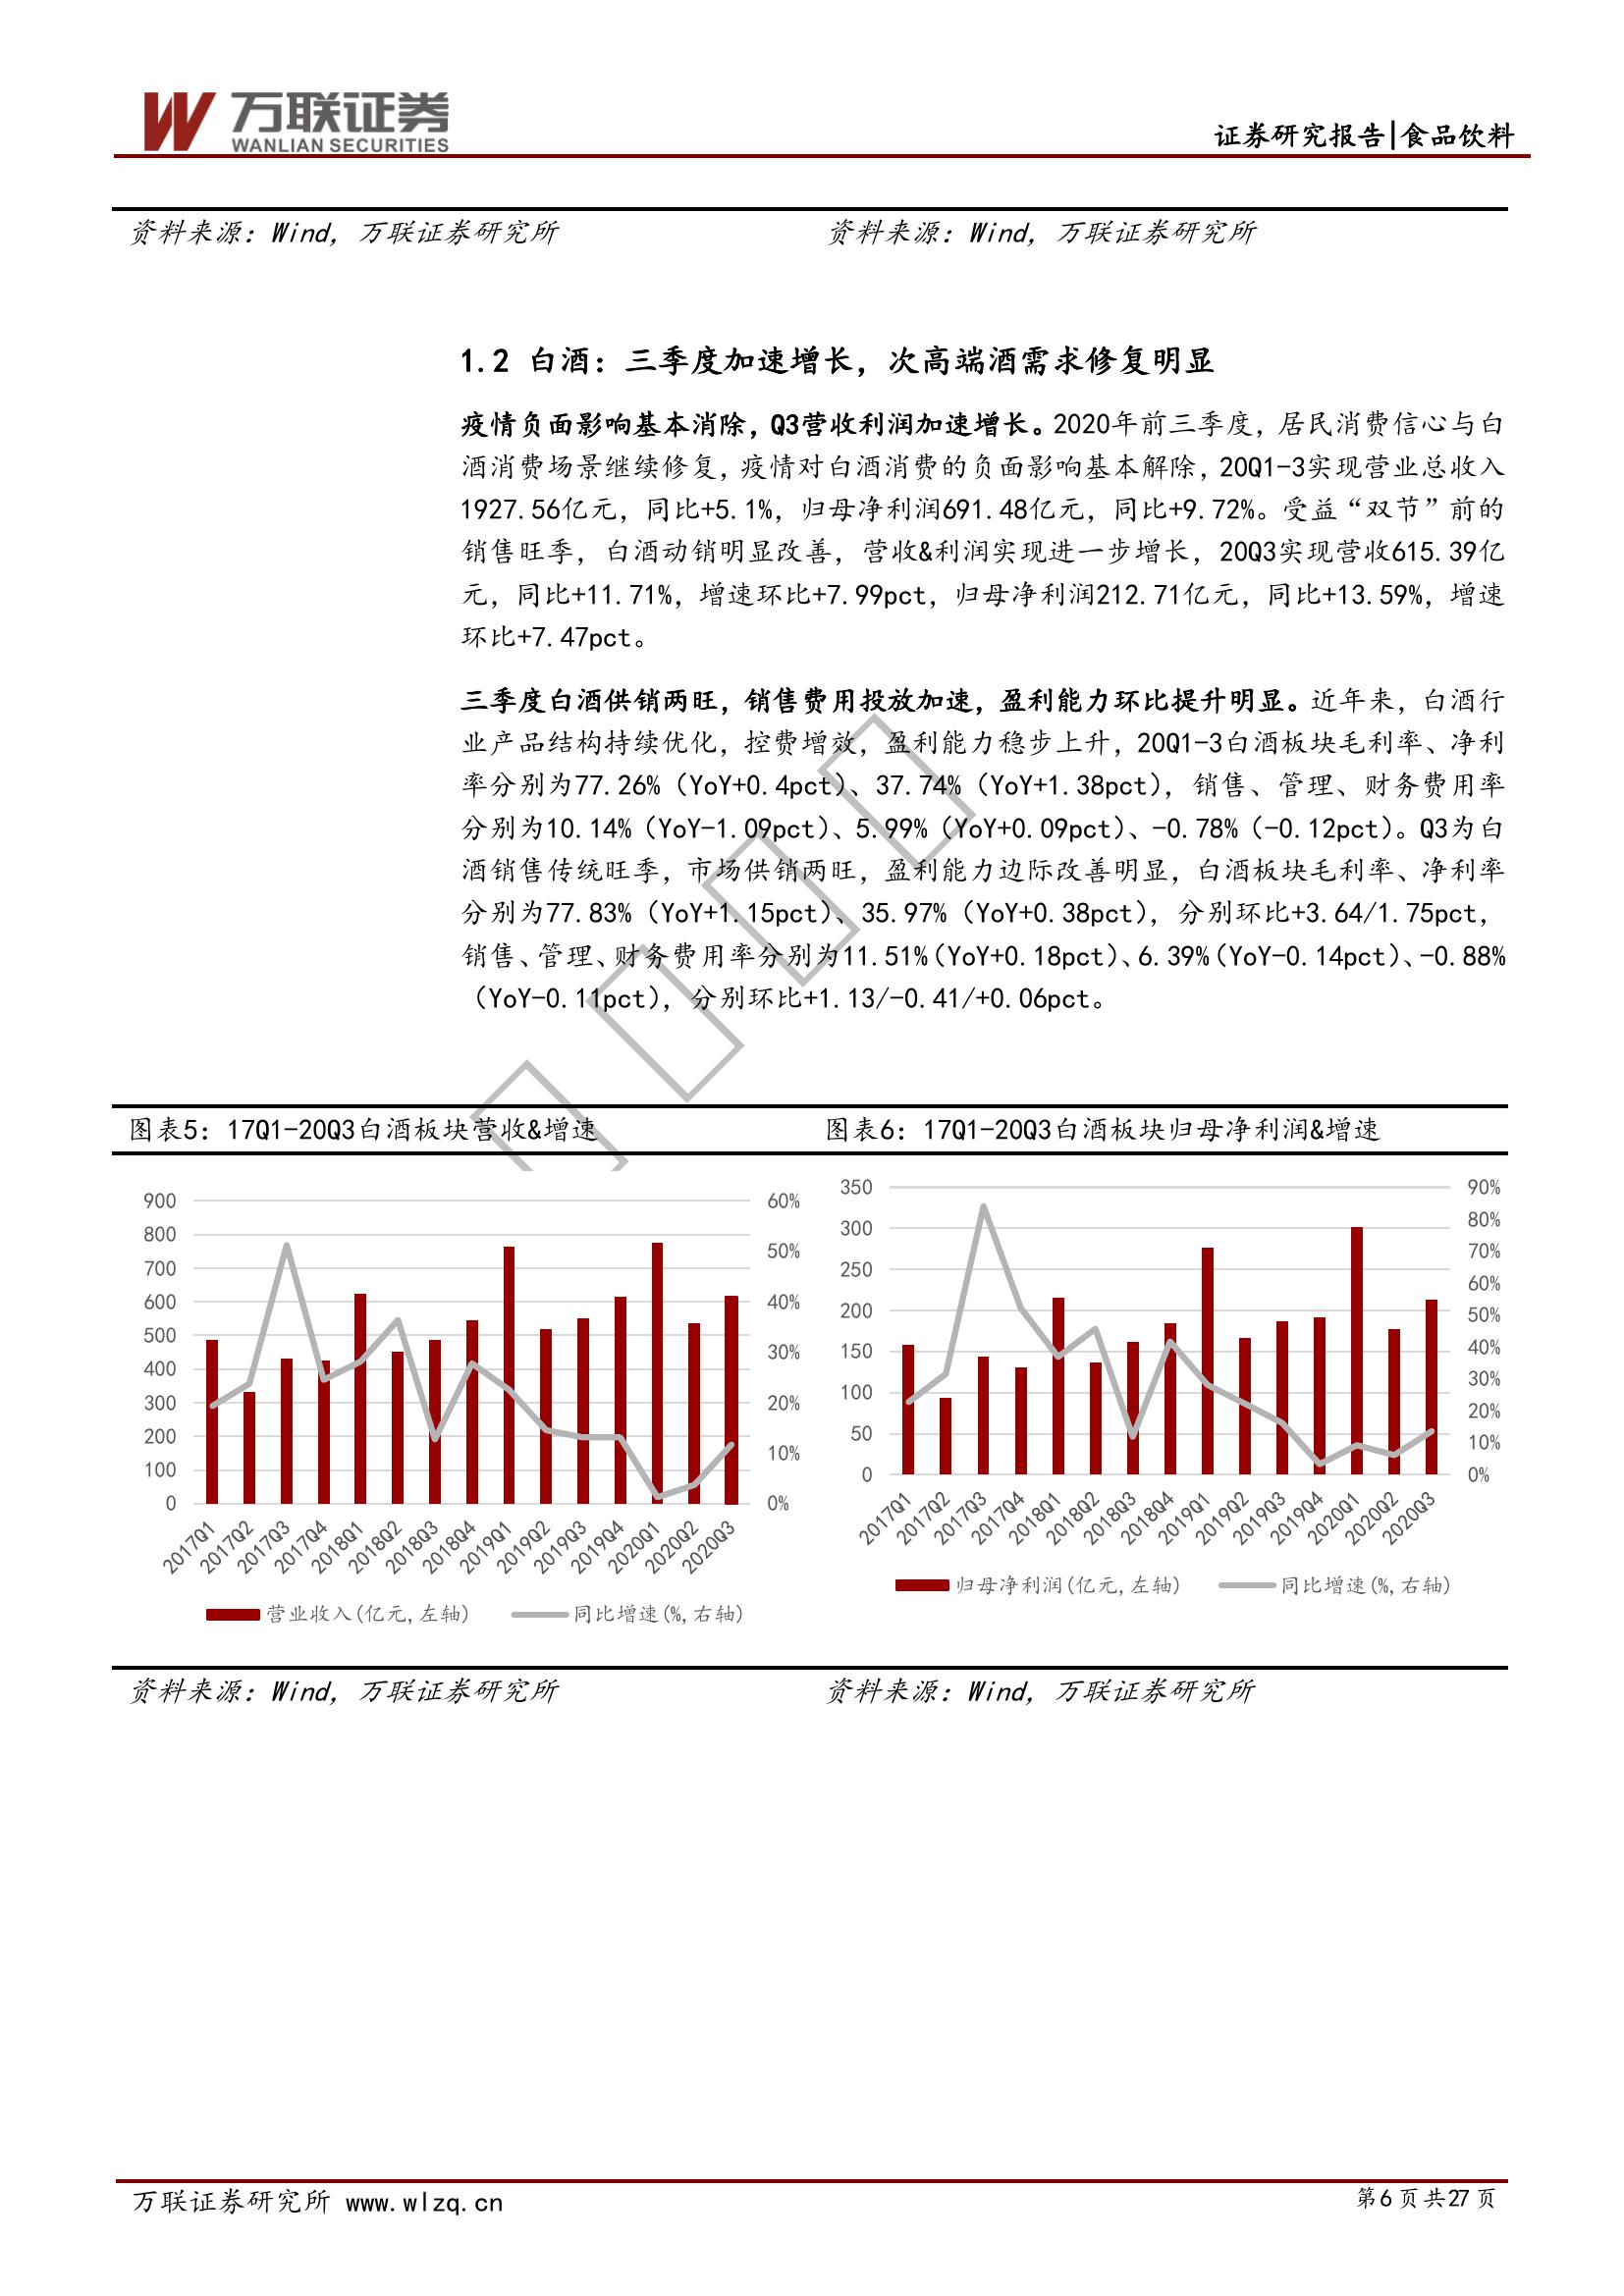 万联证券
WANLIAN SECURITIES
证券研究报告|食品饮料
资料来源：Wind, 万联证券研究所
资料来源：Wind, 万联证券研究所
1.2 白酒：三季度加速增长，次高端酒需求修复明显
疫情负面影响基本消除，Q3营收利润加速增长。2020年前三季度，居民消费信心与白
酒消费场景继续修复，疫情对白酒消费的负面影响基本解除，20Q1-3实现营业总收入
1927.56亿元，同比+5.1%，归母净利润691.48亿元，同比+9.72%。受益“双节”前的
销售旺季，白酒动销明显改善，营收&利润实现进一步增长，20Q3实现营收615.39亿
元，同比+11.71%，增速环比+7.99pct，归母净利润212.71亿元，同比+13.59%，增速
环比+7.47pct。
三季度白酒供销两旺，销售费用投放加速，盈利能力环比提升明显。近年来，白酒行
业产品结构持续优化，控费增效，盈利能力稳步上升，20Q1-3白酒板块毛利率、净利
率分别为77.26%（YoY+0.4pct）、37.74%（YoY+1.38pct），销售、管理、财务费用率
分别为10.14%（YoY-1.09pct）、5.99%（YoY+0.09pct）、-0.78%（-0.12pct）。Q3为白
酒销售传统旺季，市场供销两旺，盈利能力边际改善明显，白酒板块毛利率、净利率
分别为77.83%（YoY+1.15pct）、35.97%（YoY+0.38pct），分别环比+3.64/1.75pct，
销售、管理、财务费用率分别为11.51%（YoY+0.18pct）、6.39%（YoY-0.14pct）、-0.88%
（YoY-0.11pct），分别环比+1.13/-0.41/+0.06pct。
图表5：17Q1-20Q3白酒板块营收&增速
图表6：17Q1-20Q3白酒板块归母净利润&增速
900 60%
800
700 50%
600 40%
500
400 30%
300 20%
200
100 10%
0 0%
2017Q1 2017Q2 2017Q3 2017Q4 2018Q1 2018Q2 2018Q3 2018Q4 2019Q1 2019Q2 2019Q3 2019Q4 2020Q1 2020Q2 2020Q3
营业收入(亿元,左轴) 同比增速(%,右轴)
350 90%
300 80%
250 70%
200 60%
150 50%
100 40%
50 30%
0 20%
10%
0%
2017Q1 2017Q2 2017Q3 2017Q4 2018Q1 2018Q2 2018Q3 2018Q4 2019Q1 2019Q2 2019Q3 2019Q4 2020Q1 2020Q2 2020Q3
归母净利润(亿元,左轴) 同比增速(%,右轴)
资料来源：Wind, 万联证券研究所
资料来源：Wind, 万联证券研究所
万联证券研究所 www.wlzq.cn
第6页共27页